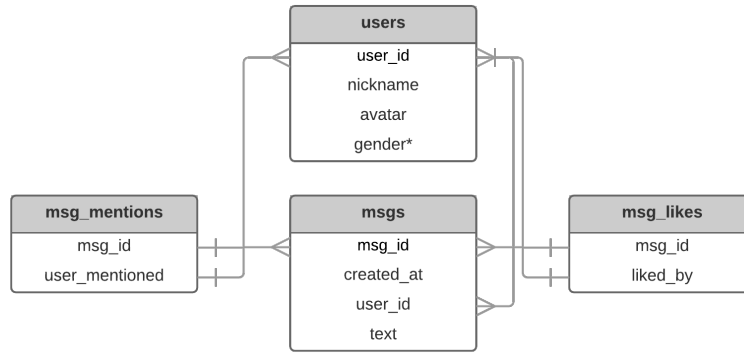 users
user_id
nickname
avatar
gender*
msg_mentions
msg_id
user_mentioned
msgs
msg_id
created_at
user_id
text
msg_likes
msg_id
liked_by